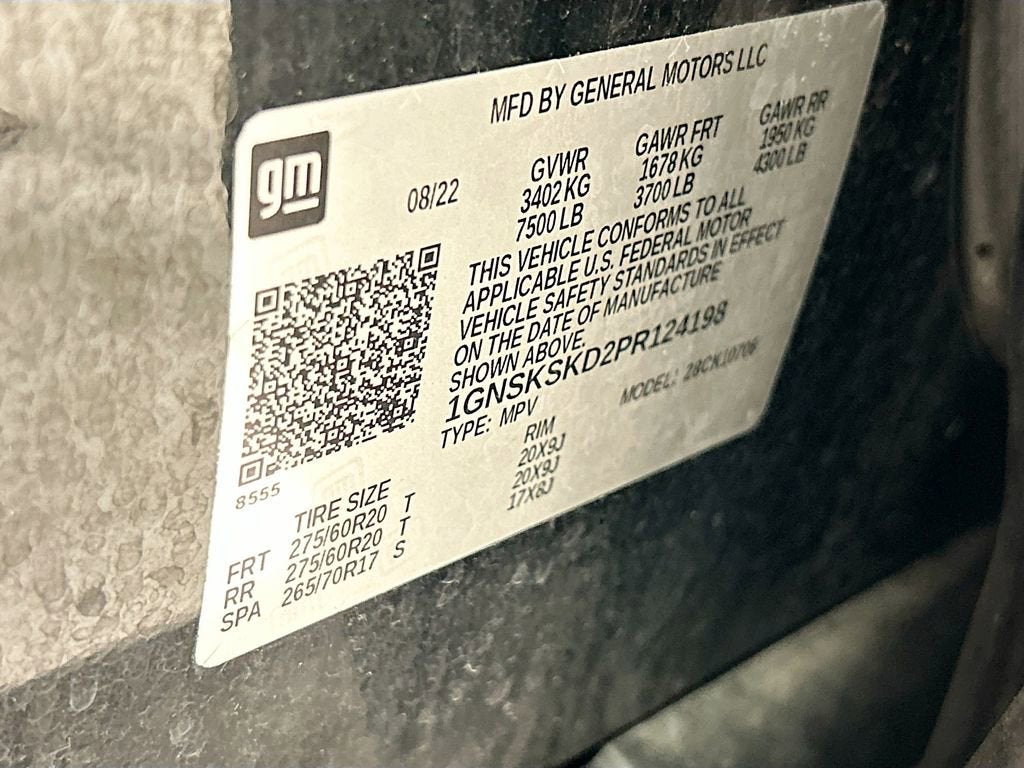 MFD BY GENERAL MOTORS LLC
gm
08/22
GVWR GAWR FRT GAWR RR
3402 KG 1678 KG 1950 KG
7500 LB 3700 LB 4300 LB
THIS VEHICLE CONFORMS TO ALL
APPLICABLE U.S. FEDERAL MOTOR
VEHICLE SAFETY STANDARDS IN EFFECT
ON THE DATE OF MANUFACTURE
SHOWN ABOVE.
1GNSKSKD2PR124198
TYPE: MPV MODEL:
8555
TIRE SIZE RIM
FRT 275/60R20 T 20X9J
RR 275/60R20 T 20X9J
SPA 265/70R17 S 17X8J